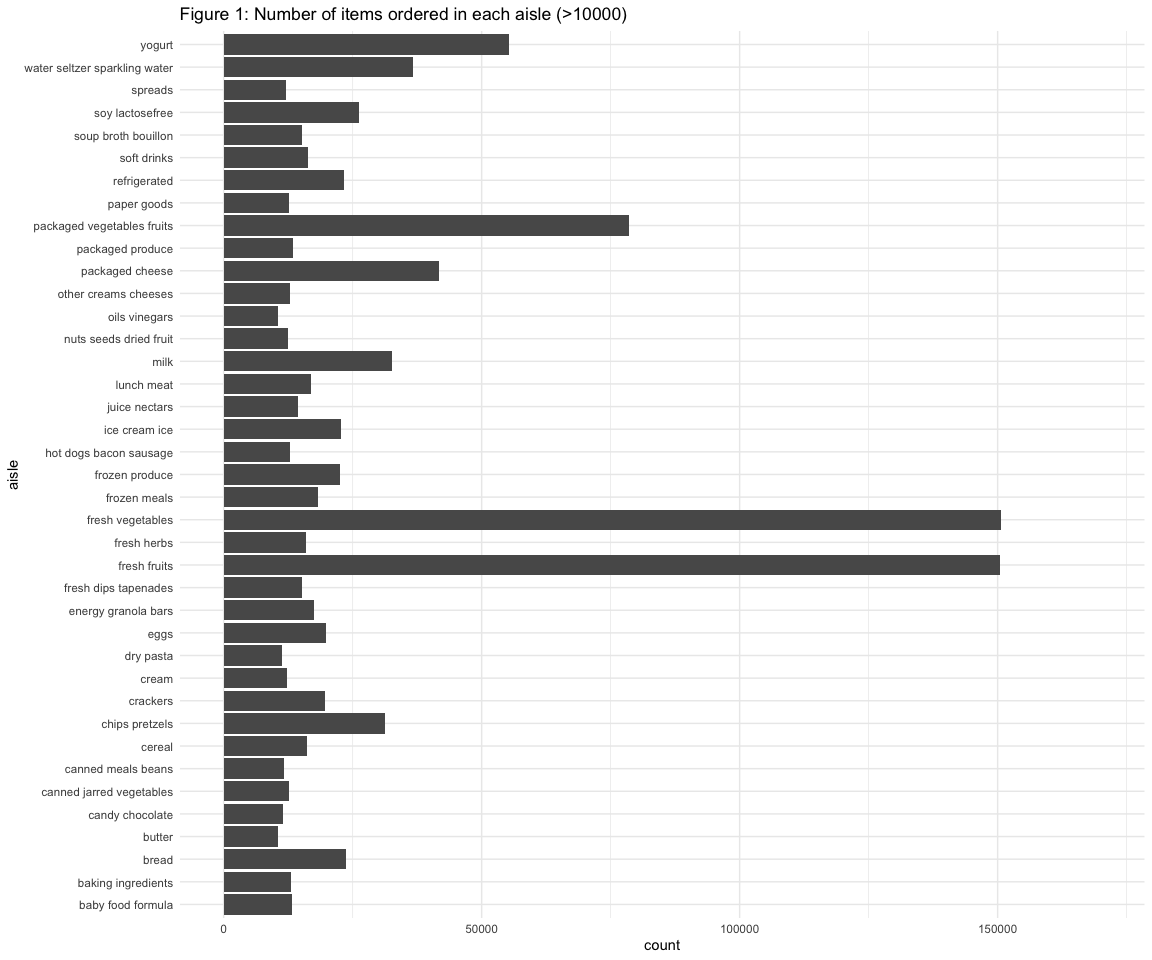 Figure 1: Number of items ordered in each aisle (>10000)
yogurt
water seltzer sparkling water
spreads
soy lactosefree
soup broth bouillon
soft drinks
refrigerated
paper goods
packaged vegetables fruits
packaged produce
packaged cheese
other creams cheeses
oils vinegars
nuts seeds dried fruit
milk
lunch meat
juice nectars
ice cream ice
hot dogs bacon sausage
frozen produce
frozen meals
fresh vegetables
fresh herbs
fresh fruits
fresh dips tapenades
energy granola bars
eggs
dry pasta
cream
crackers
chips pretzels
cereal
canned meals beans
canned jarred vegetables
candy chocolate
butter
bread
baking ingredients
baby food formula
aisle
0 50000 100000 150000
count